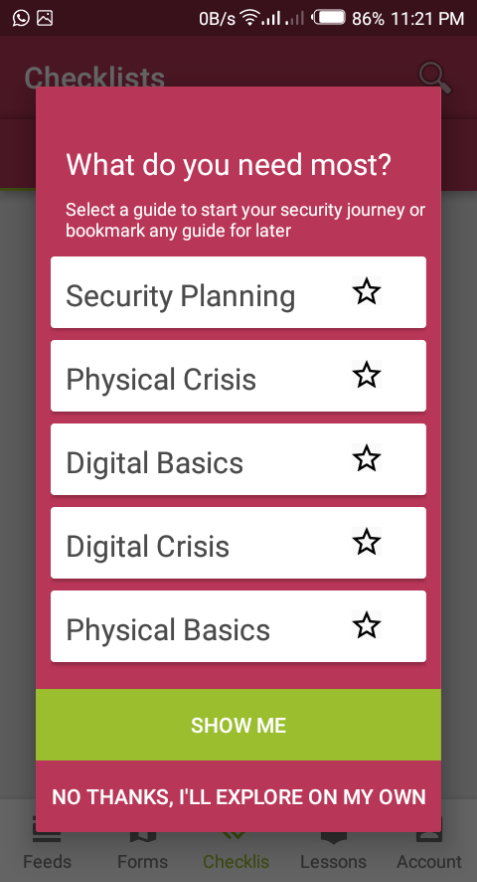 0B/s 86% 11:21 PM
Checklists
What do you need most?
Select a guide to start your security journey or
bookmark any guide for later
Security Planning
Physical Crisis
Digital Basics
Digital Crisis
Physical Basics
SHOW ME
NO THANKS, I'LL EXPLORE ON MY OWN
Feeds Forms Checklis Lessons Account